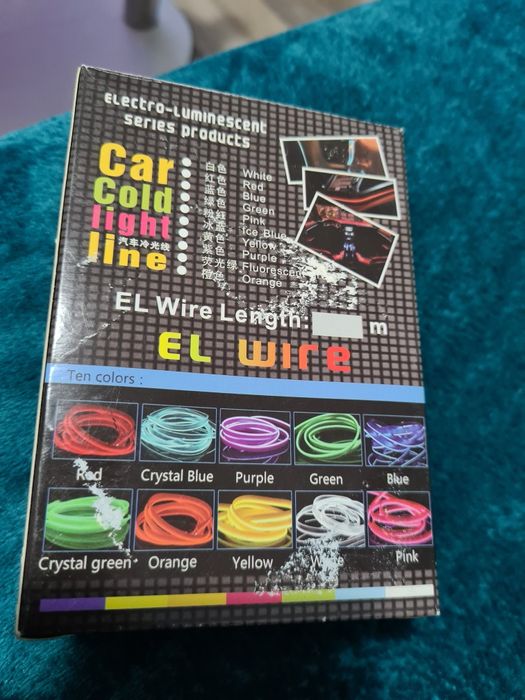 ELectro-Luminescent
series products
Car
Cold
light
汽车冷光线
line
白色 White
红色 Red
蓝色 Blue
绿色 Green
粉红 Pink
冰蓝 Ice Blue
黄色 Yellow
紫色 Purple
荧光绿 Fluorescent
橙色 Orange
EL Wire Length: m
EL wire
Ten colors :
Red
Crystal Blue
Purple
Green
Blue
Crystal green
Orange
Yellow
White
Pink